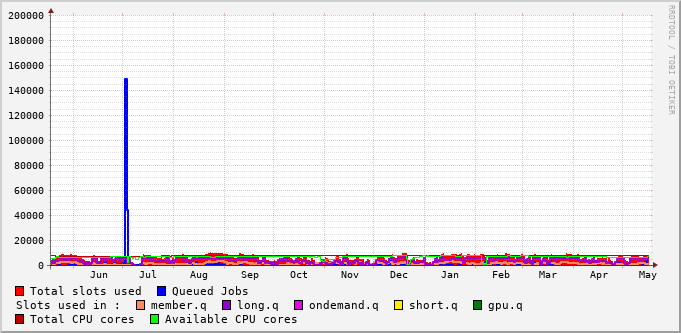 RRDTOOL / TOBI OETIKER
200000
180000
160000
140000
120000
100000
80000
60000
40000
20000
0
Jun Jul Aug Sep Oct Nov Dec Jan Feb Mar Apr May
Total slots used Queued Jobs
Slots used in : member.q long.q ondemand.q short.q gpu.q
Total CPU cores Available CPU cores